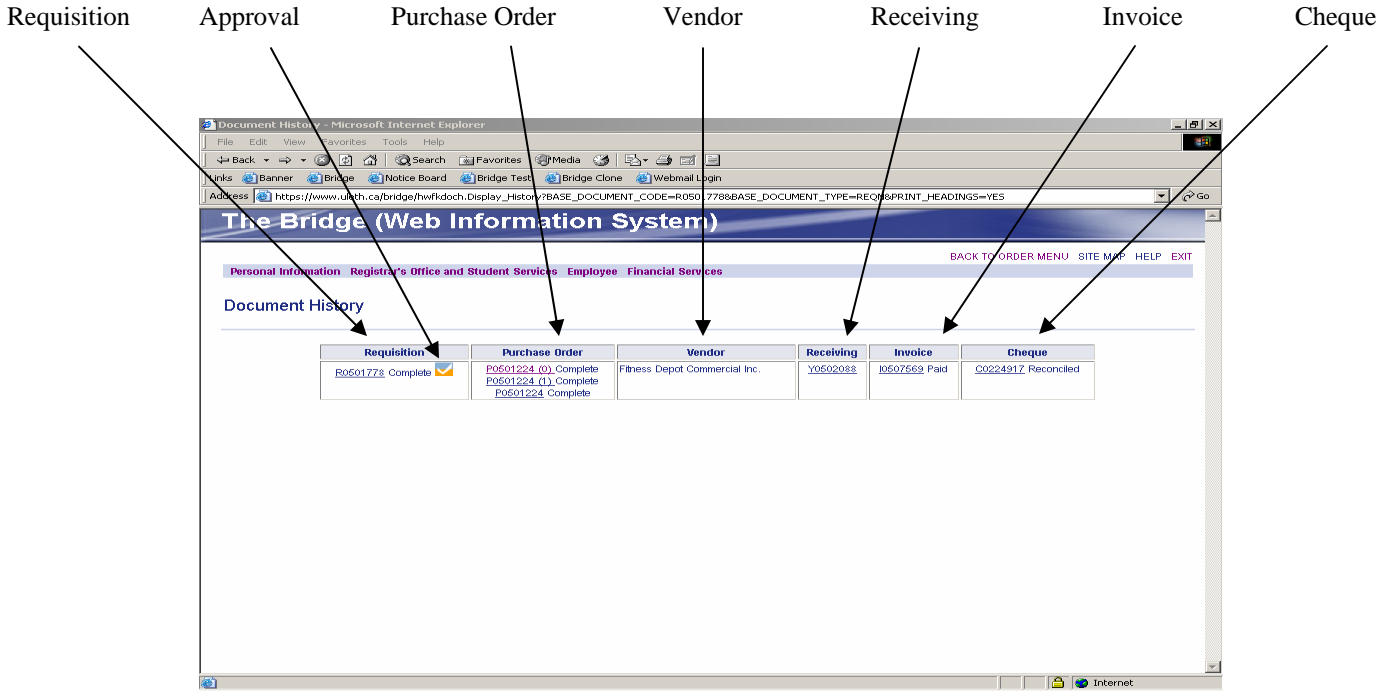 Requisition Approval Purchase Order Vendor Receiving Invoice Cheque
Document History - Microsoft Internet Explorer
File Edit View Favorites Tools Help
Back Search Favorites Media
Links Banner Bridge Notice Board Bridge Test Bridge Clone Webmail Login
Address https://www.uleth.ca/bridge/hwfkdoch.Display_History?BASE_DOCUMENT_CODE=R0501778&BASE_DOCUMENT_TYPE=REQN&PRINT_HEADINGS=YES Go
The Bridge (Web Information System)
BACK TO ORDER MENU SITE MAP HELP EXIT
Personal Information Registrar's Office and Student Services Employee Financial Services
Document History
Requisition Purchase Order Vendor Receiving Invoice Cheque
R0501778 Complete P0501224 (0) Complete Fitness Depot Commercial Inc. Y0502088 I0507569 Paid C0224917 Reconciled
P0501224 (1) Complete
P0501224 Complete
Internet